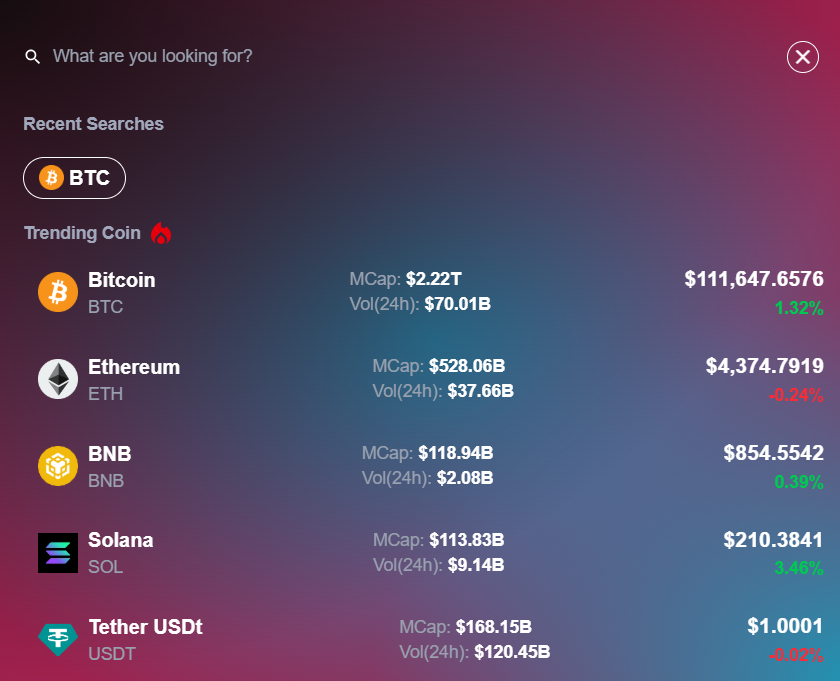 What are you looking for?
Recent Searches
BTC
Trending Coin
Bitcoin
BTC
MCap: $2.22T
Vol(24h): $70.01B
$111,647.6576
1.32%
Ethereum
ETH
MCap: $528.06B
Vol(24h): $37.66B
$4,374.7919
-0.24%
BNB
BNB
MCap: $118.94B
Vol(24h): $2.08B
$854.5542
0.39%
Solana
SOL
MCap: $113.83B
Vol(24h): $9.14B
$210.3841
3.46%
Tether USDt
USDT
MCap: $168.15B
Vol(24h): $120.45B
$1.0001
-0.02%